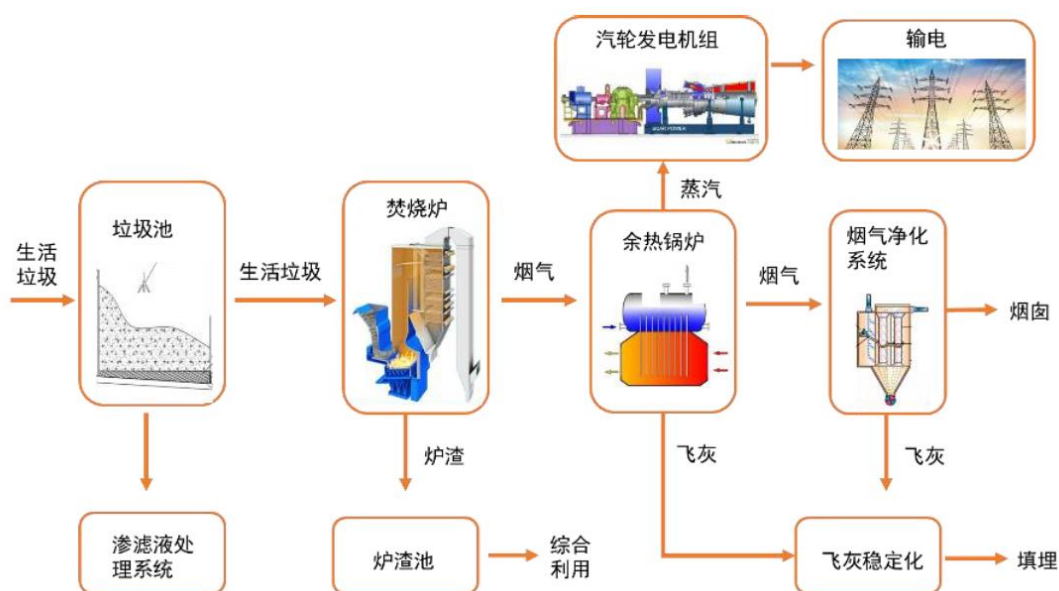 汽轮发电机组
输电
蒸汽
垃圾池
焚烧炉
余热锅炉
烟气净化
系统
生活
垃圾
生活垃圾
烟气
烟气
烟囱
炉渣
飞灰
飞灰
渗滤液处
理系统
炉渣池
综合
利用
飞灰稳定化
填埋